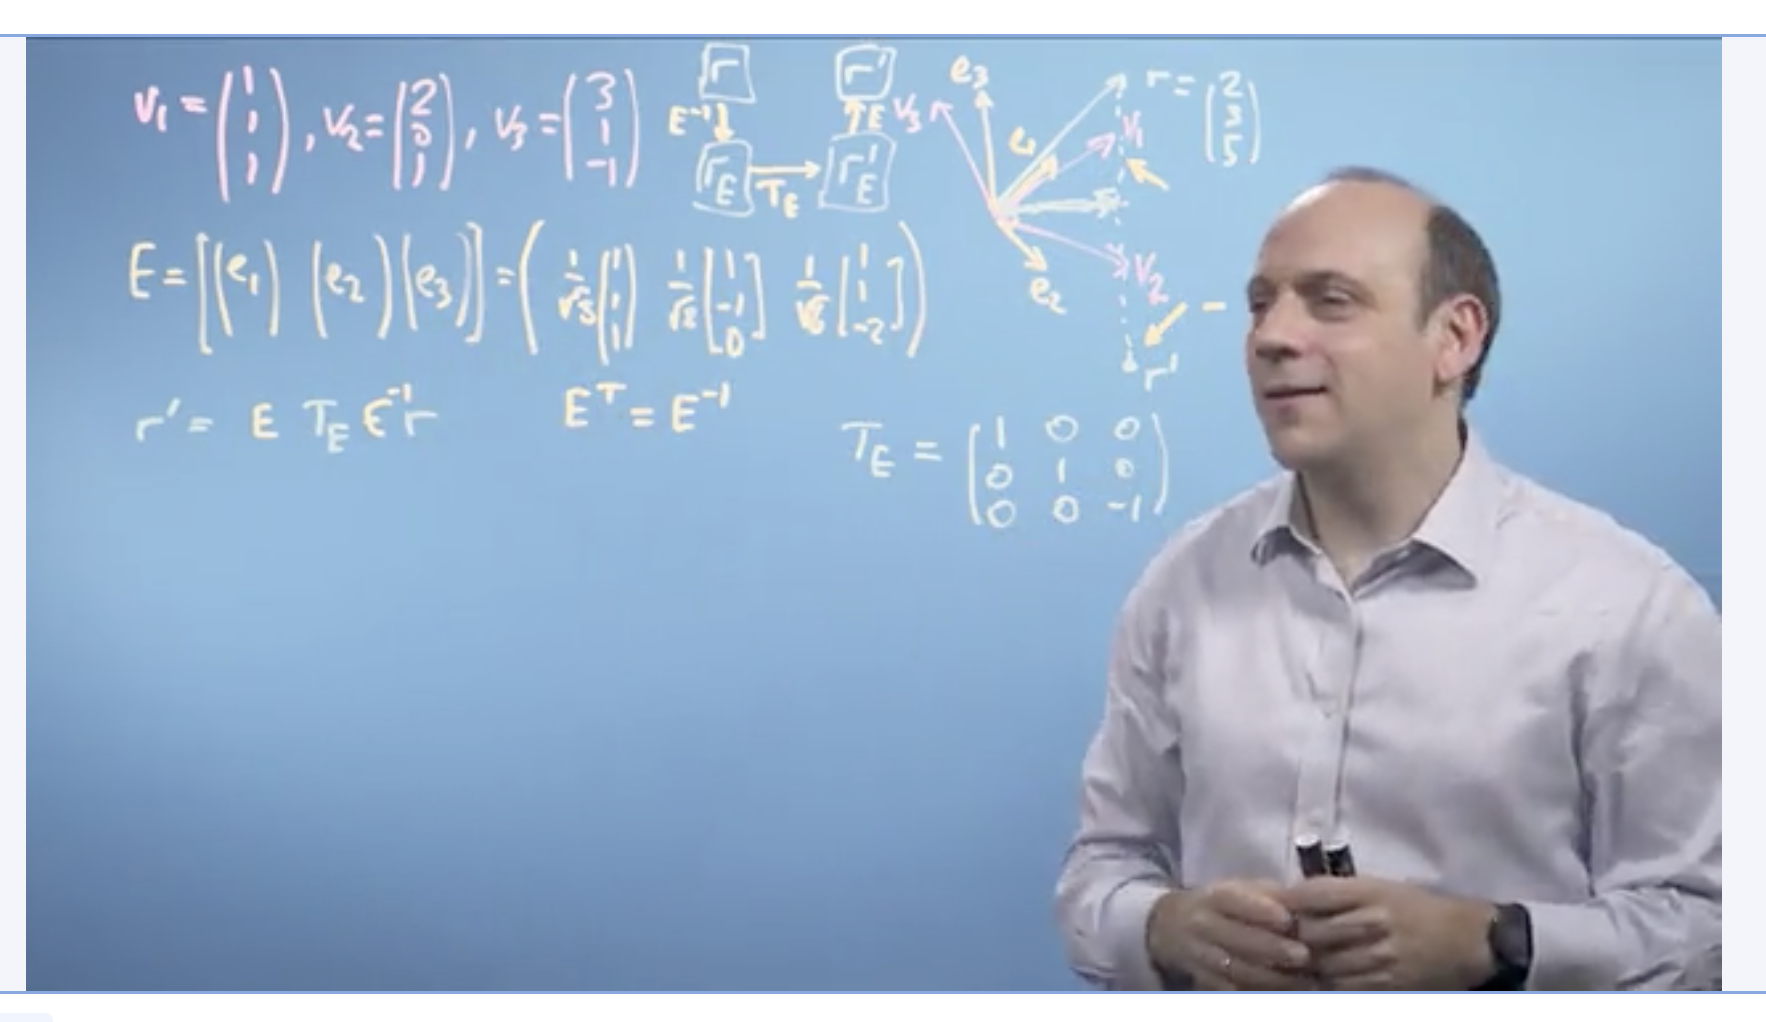 v₁ = (1 1 1), v₂ = (2 0 1), v₃ = (3 1 -1)
r r'
E⁻¹ E
r_E T_E r'_E
v₃ e₃ e₁ v₁ r = (2 3 5)
e₂ v₂ -
r'
E = [(e₁) (e₂) (e₃)] = ( 1/√3 (1 1 1) 1/√2 [1 -1 0] 1/√6 [1 1 -2] )
r' = E T_E E⁻¹ r E^T = E⁻¹
T_E = ( 1 0 0
0 1 0
0 0 -1 )